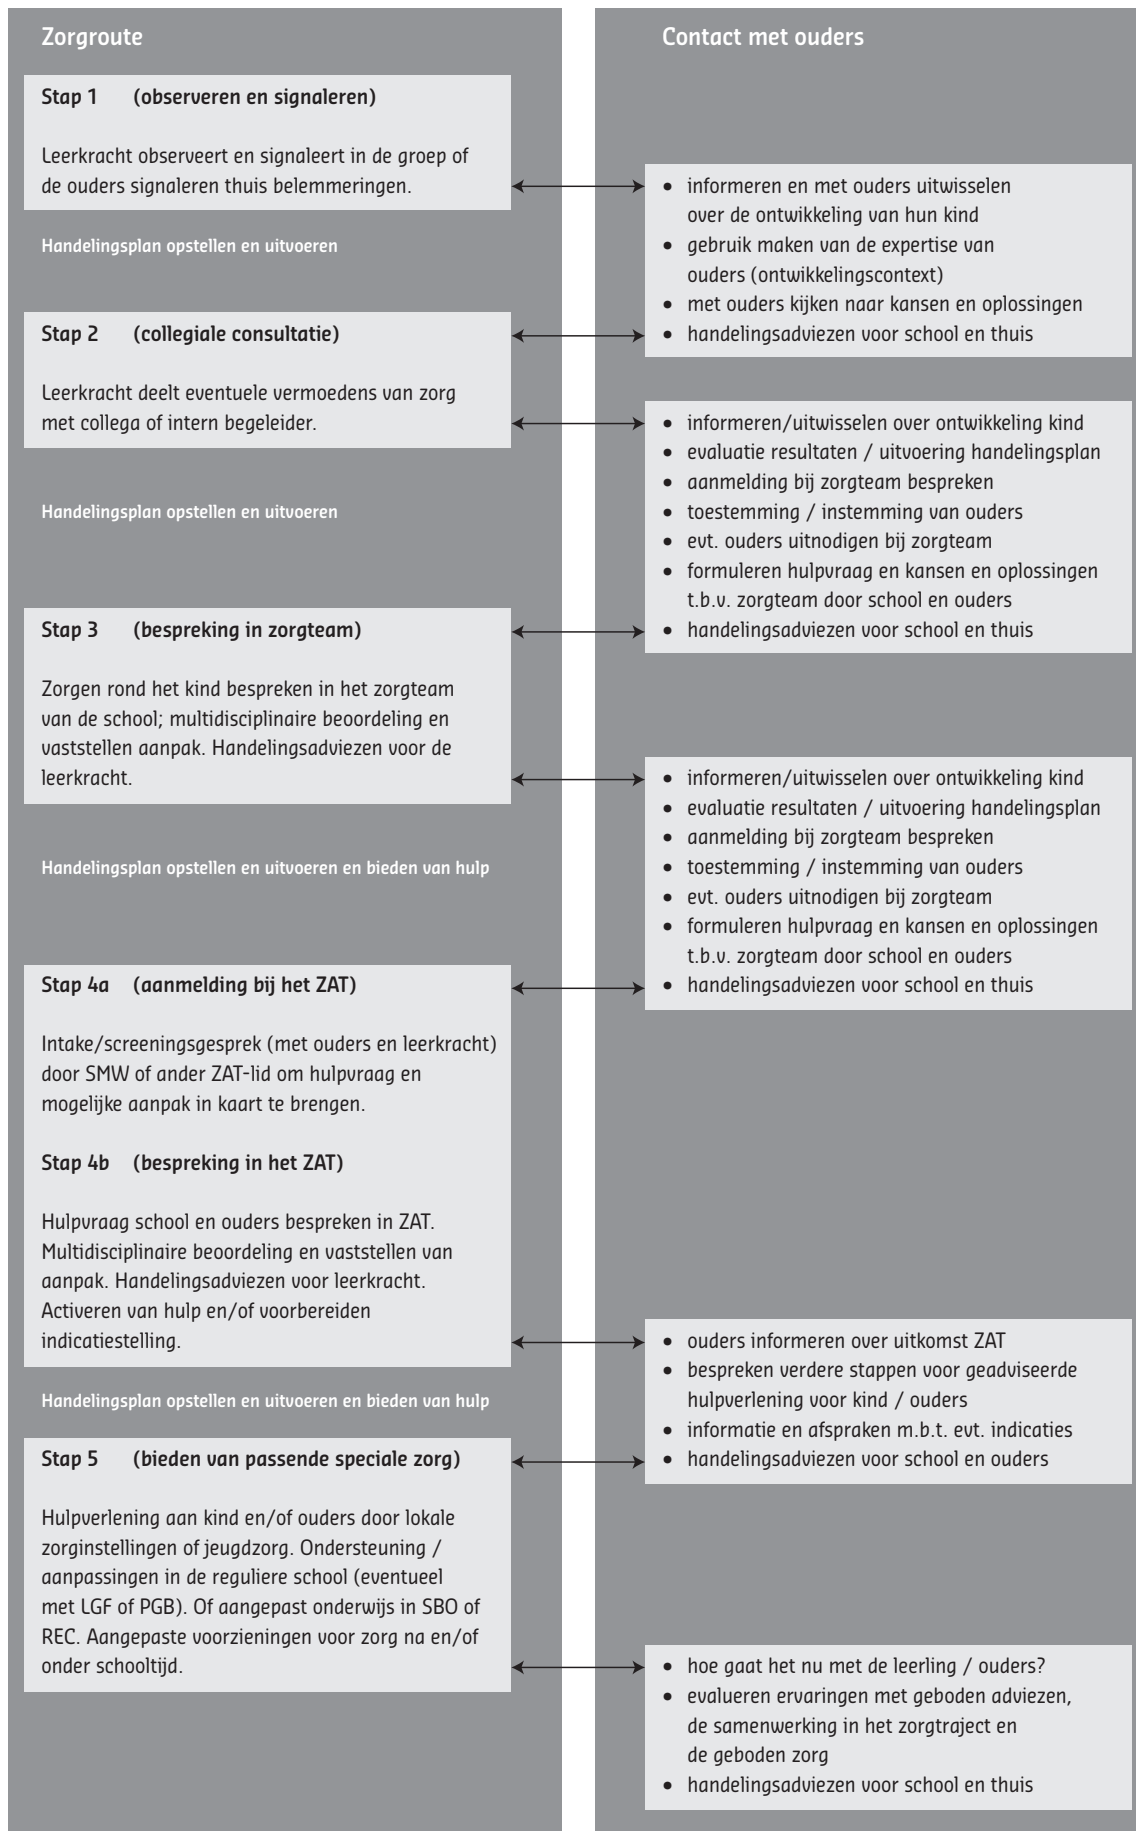 Zorgroute
Stap 1 (observeren en signaleren)
Leerkracht observeert en signaleert in de groep of
de ouders signaleren thuis belemmeringen.
Handelingsplan opstellen en uitvoeren
Stap 2 (collegiale consultatie)
Leerkracht deelt eventuele vermoedens van zorg
met collega of intern begeleider.
Handelingsplan opstellen en uitvoeren
Stap 3 (bespreking in zorgteam)
Zorgen rond het kind bespreken in het zorgteam
van de school; multidisciplinaire beoordeling en
vaststellen aanpak. Handelingsadviezen voor de
leerkracht.
Handelingsplan opstellen en uitvoeren en bieden van hulp
Stap 4a (aanmelding bij het ZAT)
Intake/screeningsgesprek (met ouders en leerkracht)
door SMW of ander ZAT-lid om hulpvraag en
mogelijke aanpak in kaart te brengen.
Stap 4b (bespreking in het ZAT)
Hulpvraag school en ouders bespreken in ZAT.
Multidisciplinaire beoordeling en vaststellen van
aanpak. Handelingsadviezen voor leerkracht.
Activeren van hulp en/of voorbereiden
indicatiestelling.
Handelingsplan opstellen en uitvoeren en bieden van hulp
Stap 5 (bieden van passende speciale zorg)
Hulpverlening aan kind en/of ouders door lokale
zorginstellingen of jeugdzorg. Ondersteuning /
aanpassingen in de reguliere school (eventueel
met LGF of PGB). Of aangepast onderwijs in SBO of
REC. Aangepaste voorzieningen voor zorg na en/of
onder schooltijd.
Contact met ouders
• informeren en met ouders uitwisselen
over de ontwikkeling van hun kind
• gebruik maken van de expertise van
ouders (ontwikkelingscontext)
• met ouders kijken naar kansen en oplossingen
• handelingsadviezen voor school en thuis
• informeren/uitwisselen over ontwikkeling kind
• evaluatie resultaten / uitvoering handelingsplan
• aanmelding bij zorgteam bespreken
• toestemming / instemming van ouders
• evt. ouders uitnodigen bij zorgteam
• formuleren hulpvraag en kansen en oplossingen
t.b.v. zorgteam door school en ouders
• handelingsadviezen voor school en thuis
• informeren/uitwisselen over ontwikkeling kind
• evaluatie resultaten / uitvoering handelingsplan
• aanmelding bij zorgteam bespreken
• toestemming / instemming van ouders
• evt. ouders uitnodigen bij zorgteam
• formuleren hulpvraag en kansen en oplossingen
t.b.v. zorgteam door school en ouders
• handelingsadviezen voor school en thuis
• ouders informeren over uitkomst ZAT
• bespreken verdere stappen voor geadviseerde
hulpverlening voor kind / ouders
• informatie en afspraken m.b.t. evt. indicaties
• handelingsadviezen voor school en ouders
• hoe gaat het nu met de leerling / ouders?
• evalueren ervaringen met geboden adviezen,
de samenwerking in het zorgtraject en
de geboden zorg
• handelingsadviezen voor school en thuis